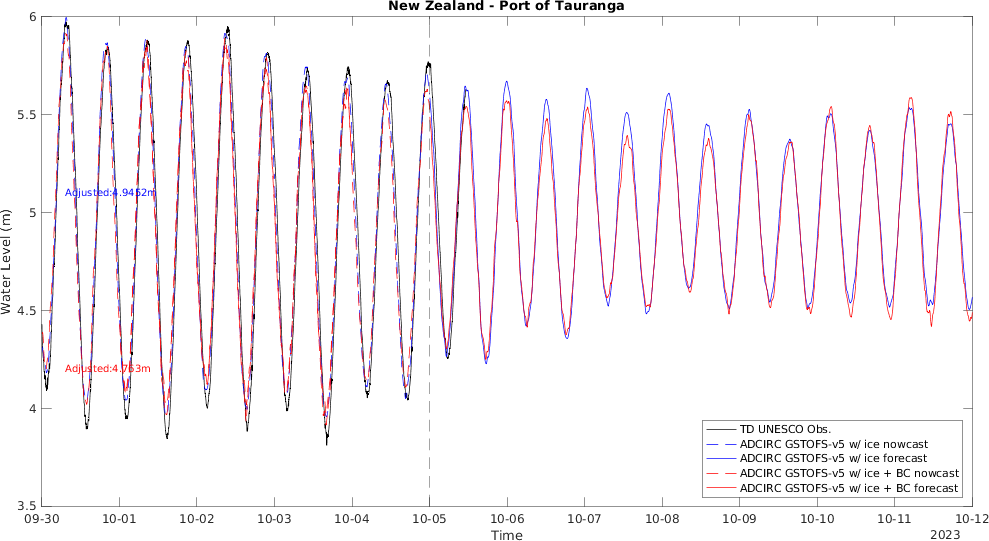 New Zealand - Port of Tauranga
6
5.5
5
4.5
4
3.5
Water Level (m)
Adjusted:4.9452m
Adjusted:4.753m
TD UNESCO Obs.
ADCIRC GSTOFS-v5 w/ ice nowcast
ADCIRC GSTOFS-v5 w/ ice forecast
ADCIRC GSTOFS-v5 w/ ice + BC nowcast
ADCIRC GSTOFS-v5 w/ ice + BC forecast
09-30 10-01 10-02 10-03 10-04 10-05 10-06 10-07 10-08 10-09 10-10 10-11 10-12
Time
2023